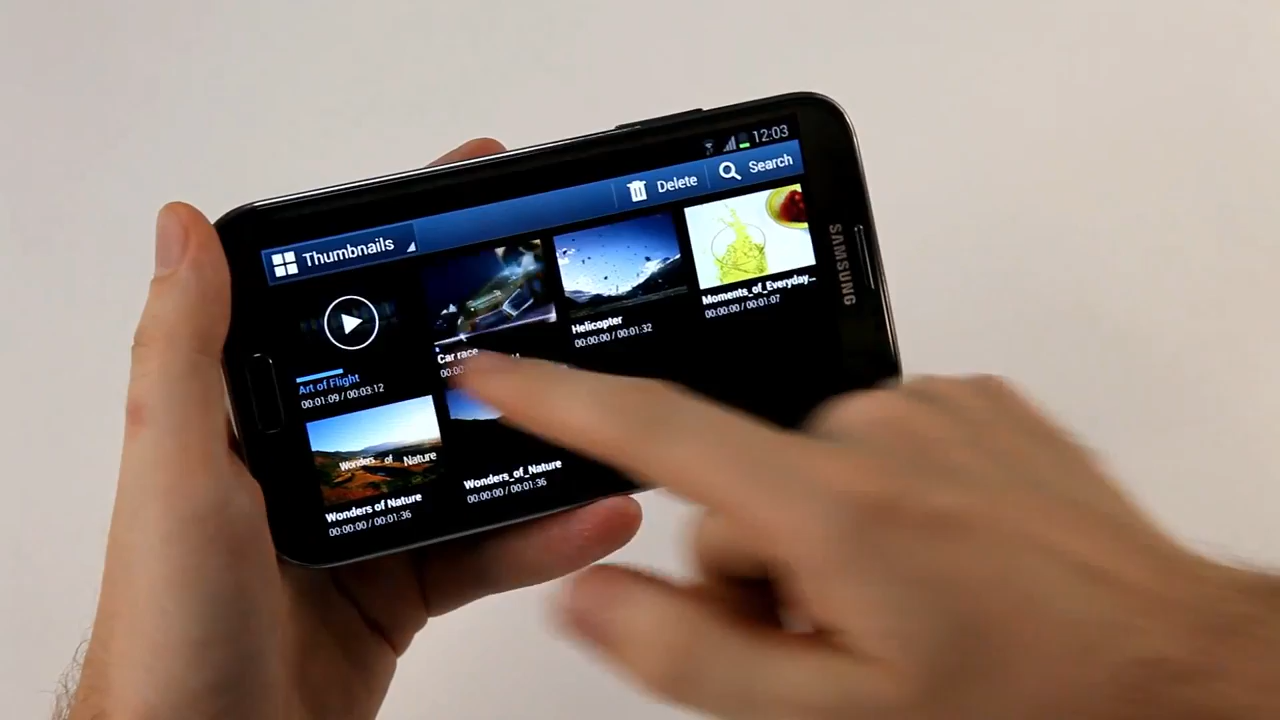 12:03
Thumbnails
Delete
Search
SAMSUNG
Art of Flight
00:01:09 / 00:03:12
Car race
00:00
Helicopter
00:00:00 / 00:01:32
Moments_of_Everyday...
00:00:00 / 00:01:07
Wonders of Nature
Wonders of Nature
00:00:00 / 00:01:36
Wonders_of_Nature
00:00:00 / 00:01:36